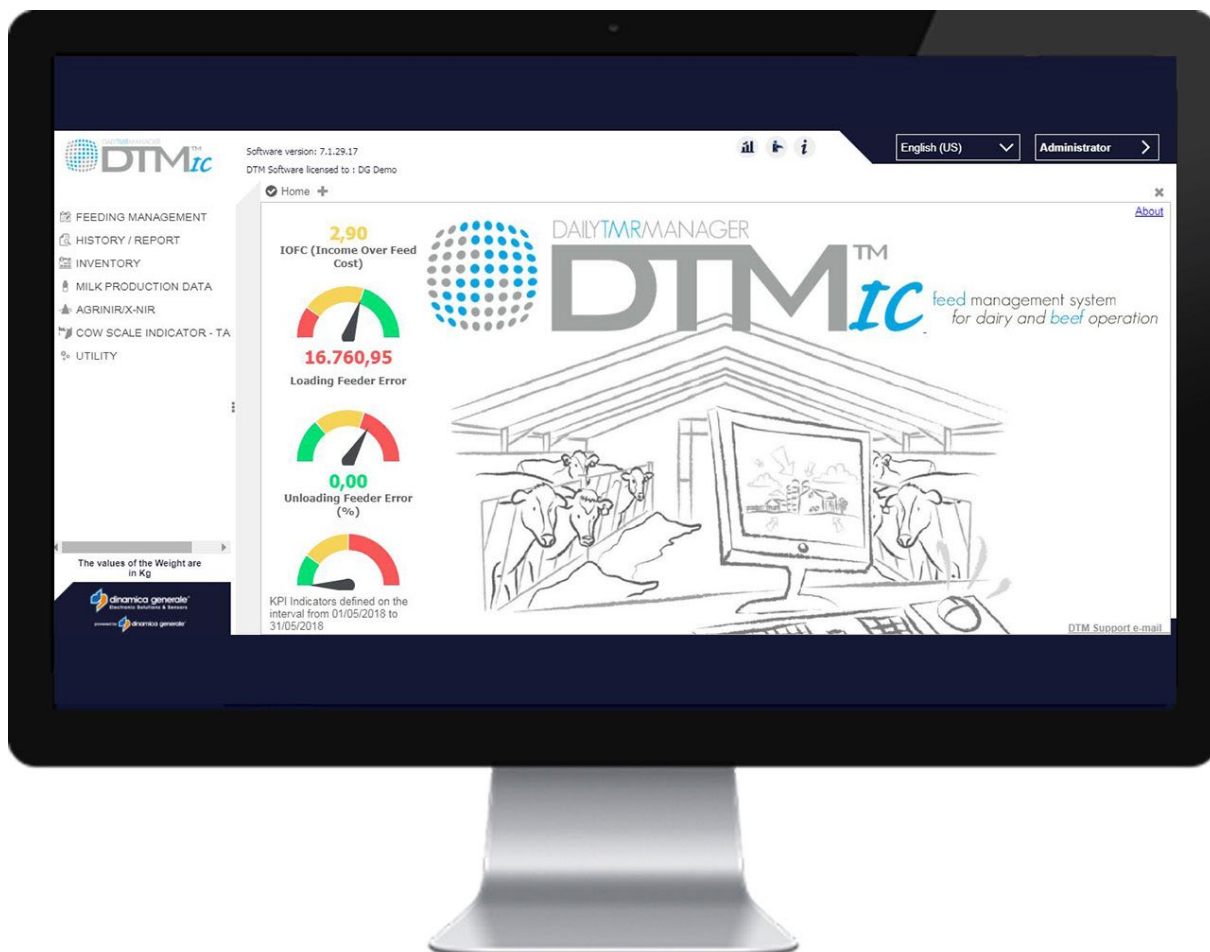 DAILYTMRMANAGER
DTM™IC
Software version: 7.1.29.17
DTM Software licensed to : DG Demo
English (US)
Administrator
Home
About
FEEDING MANAGEMENT
HISTORY / REPORT
INVENTORY
MILK PRODUCTION DATA
AGRINIR/X-NIR
COW SCALE INDICATOR - TA
UTILITY
The values of the Weight are
in Kg
dinamica generale®
Electronic Solutions & Sensors
powered by dinamica generale®
2,90
IOFC (Income Over Feed
Cost)
16.760,95
Loading Feeder Error
0,00
Unloading Feeder Error
(%)
KPI Indicators defined on the
interval from 01/05/2018 to
31/05/2018
DAILYTMRMANAGER
DTM™IC
feed management system
for dairy and beef operation
DTM Support e-mail